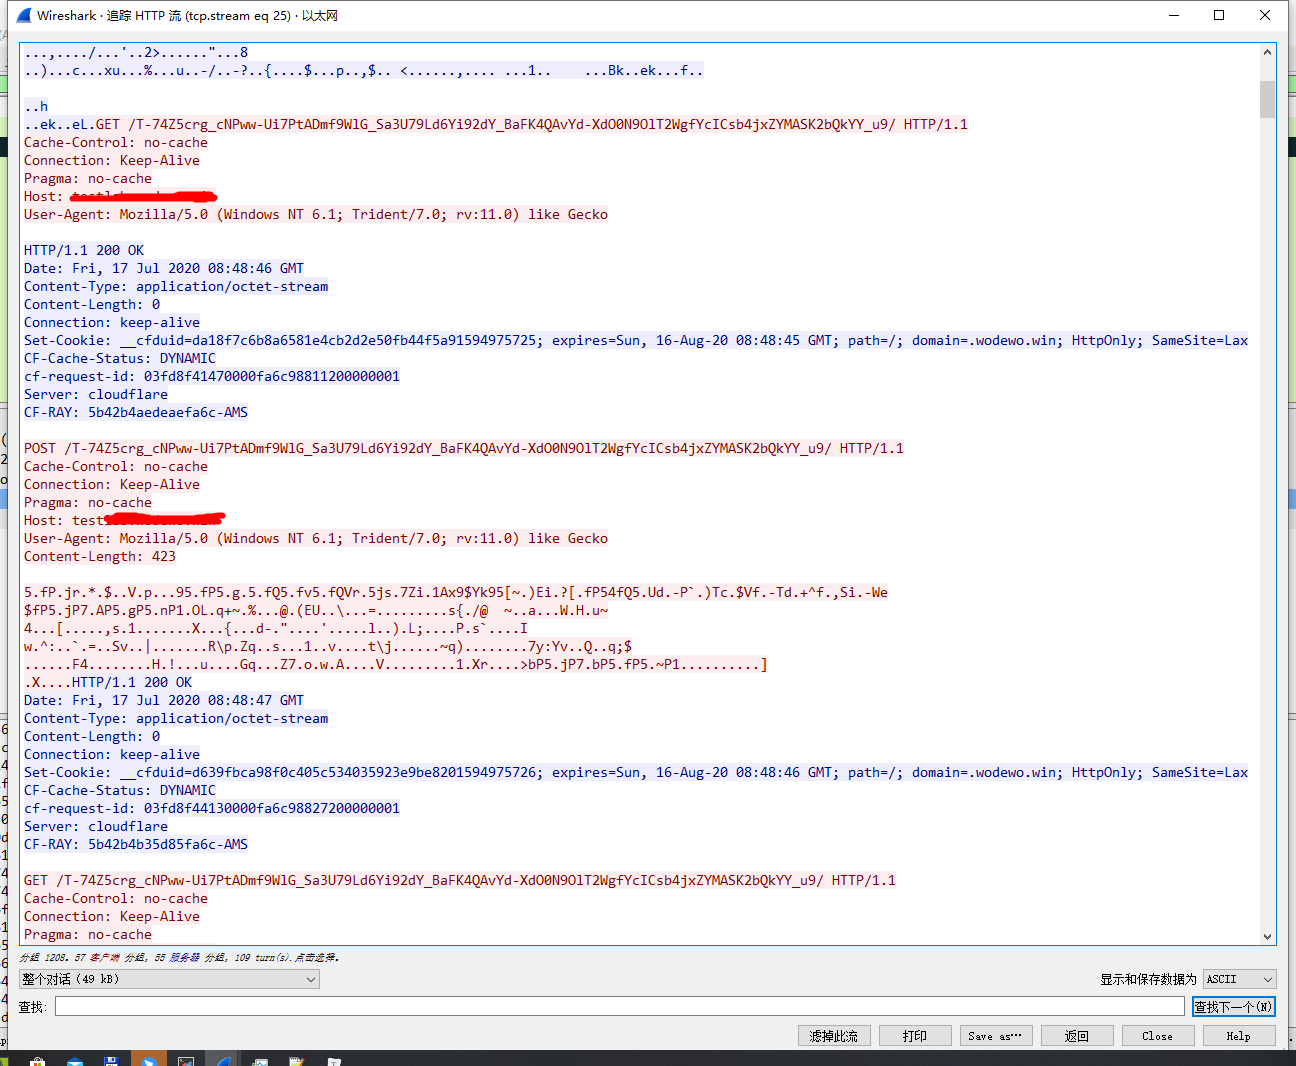 Wireshark · 追踪 HTTP 流 (tcp.stream eq 25) · 以太网
...,..../...'..2>......"...8
..)...c...xu...%...u..-/..-?..{....$...p..,$.. <......,.... ...1.. ...Bk..ek...f..
..h
..ek..eL.GET /T-74Z5crg_cNPww-Ui7PtADmf9WlG_Sa3U79Ld6Yi92dY_BaFK4QAvYd-XdO0N9OlT2WgfYcICsb4jxZYMASK2bQkYY_u9/ HTTP/1.1
Cache-Control: no-cache
Connection: Keep-Alive
Pragma: no-cache
Host:
User-Agent: Mozilla/5.0 (Windows NT 6.1; Trident/7.0; rv:11.0) like Gecko
HTTP/1.1 200 OK
Date: Fri, 17 Jul 2020 08:48:46 GMT
Content-Type: application/octet-stream
Content-Length: 0
Connection: keep-alive
Set-Cookie: __cfduid=da18f7c6b8a6581e4cb2d2e50fb44f5a91594975725; expires=Sun, 16-Aug-20 08:48:45 GMT; path=/; domain=.wodewo.win; HttpOnly; SameSite=Lax
CF-Cache-Status: DYNAMIC
cf-request-id: 03fd8f41470000fa6c98811200000001
Server: cloudflare
CF-RAY: 5b42b4aedeaefa6c-AMS
POST /T-74Z5crg_cNPww-Ui7PtADmf9WlG_Sa3U79Ld6Yi92dY_BaFK4QAvYd-XdO0N9OlT2WgfYcICsb4jxZYMASK2bQkYY_u9/ HTTP/1.1
Cache-Control: no-cache
Connection: Keep-Alive
Pragma: no-cache
Host: test
User-Agent: Mozilla/5.0 (Windows NT 6.1; Trident/7.0; rv:11.0) like Gecko
Content-Length: 423
5.fP.jr.*.$..V.p...95.fP5.g.5.fQ5.fv5.fQVr.5js.7Zi.1Ax9$Yk95[~.)Ei.?[.fP54fQ5.Ud.-P`.)Tc.$Vf.-Td.+^f.,Si.-We
$fP5.jP7.AP5.gP5.nP1.OL.q+~.%...@.(EU..\...=.........s{./@ ~..a...W.H.u~
4...[.....,s.1.......X...{...d-."....'.....l..).L;....P.s`....I
w.^:..`.=..Sv..|.......R\p.Zq..s...1..v....t\j......~q)........7y:Yv..Q..q;$
......F4........H.!...u....Gq...Z7.o.w.A....V.........1.Xr....>bP5.jP7.bP5.fP5.~P1..........]
.X....HTTP/1.1 200 OK
Date: Fri, 17 Jul 2020 08:48:47 GMT
Content-Type: application/octet-stream
Content-Length: 0
Connection: keep-alive
Set-Cookie: __cfduid=d639fbca98f0c405c534035923e9be8201594975726; expires=Sun, 16-Aug-20 08:48:46 GMT; path=/; domain=.wodewo.win; HttpOnly; SameSite=Lax
CF-Cache-Status: DYNAMIC
cf-request-id: 03fd8f44130000fa6c98827200000001
Server: cloudflare
CF-RAY: 5b42b4b35d85fa6c-AMS
GET /T-74Z5crg_cNPww-Ui7PtADmf9WlG_Sa3U79Ld6Yi92dY_BaFK4QAvYd-XdO0N9OlT2WgfYcICsb4jxZYMASK2bQkYY_u9/ HTTP/1.1
Cache-Control: no-cache
Connection: Keep-Alive
Pragma: no-cache
分组 1208。57 客户端 分组，55 服务器 分组，109 turn(s).点击选择。
整个对话 (49 kB)
显示和保存数据为 ASCII
查找:
查找下一个(N)
滤掉此流
打印
Save as…
返回
Close
Help